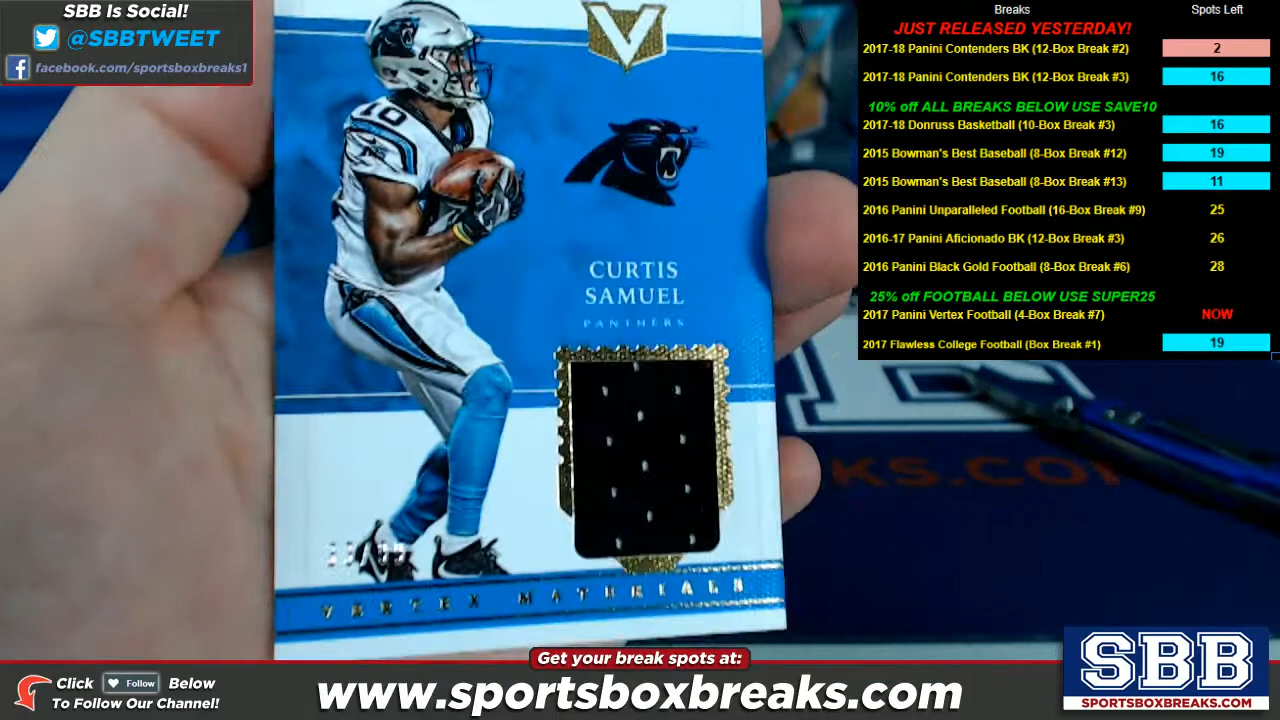 SBB Is Social!
@SBBTWEET
facebook.com/sportsboxbreaks1
Breaks Spots Left
JUST RELEASED YESTERDAY!
2017-18 Panini Contenders BK (12-Box Break #2) 2
2017-18 Panini Contenders BK (12-Box Break #3) 16
10% off ALL BREAKS BELOW USE SAVE10
2017-18 Donruss Basketball (10-Box Break #3) 16
2015 Bowman's Best Baseball (8-Box Break #12) 19
2015 Bowman's Best Baseball (8-Box Break #13) 11
2016 Panini Unparalleled Football (16-Box Break #9) 25
2016-17 Panini Aficionado BK (12-Box Break #3) 26
2016 Panini Black Gold Football (8-Box Break #6) 28
25% off FOOTBALL BELOW USE SUPER25
2017 Panini Vertex Football (4-Box Break #7) NOW
2017 Flawless College Football (Box Break #1) 19
V
10
CURTIS
SAMUEL
PANTHERS
VERTEX MATERIALS
KS.COM
Get your break spots at:
www.sportsboxbreaks.com
Click Follow Below
To Follow Our Channel!
SBB
SPORTSBOXBREAKS.COM